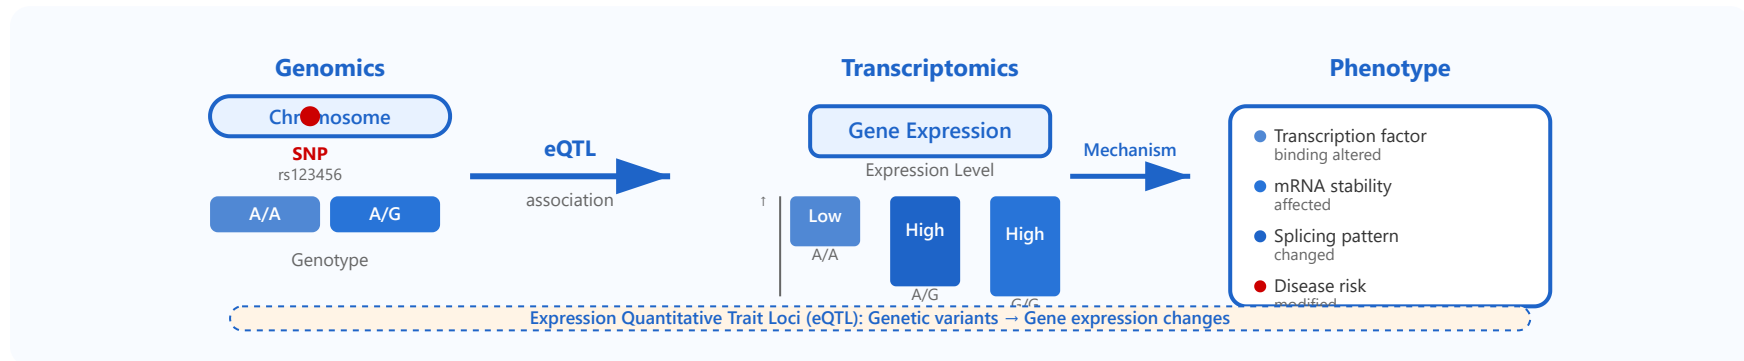 Genomics
Chromosome
SNP
rs123456
A/A
A/G
Genotype
eQTL
association
Transcriptomics
Gene Expression
Expression Level
↑
Low
High
High
A/A
A/G
G/G
Mechanism
Phenotype
Transcription factor
binding altered
mRNA stability
affected
Splicing pattern
changed
Disease risk
modified
Expression Quantitative Trait Loci (eQTL): Genetic variants → Gene expression changes